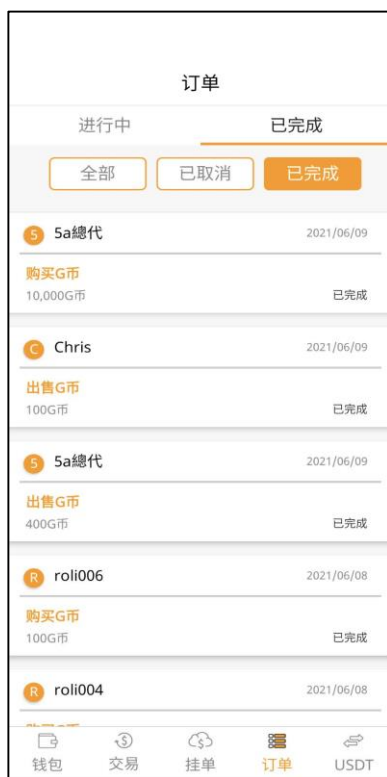 订单
进行中 已完成
全部 已取消 已完成
5 5a總代 2021/06/09
购买G币
10,000G币 已完成
C Chris 2021/06/09
出售G币
100G币 已完成
5 5a總代 2021/06/09
出售G币
400G币 已完成
R roli006 2021/06/08
购买G币
100G币 已完成
R roli004 2021/06/08
钱包 交易 挂单 订单 USDT